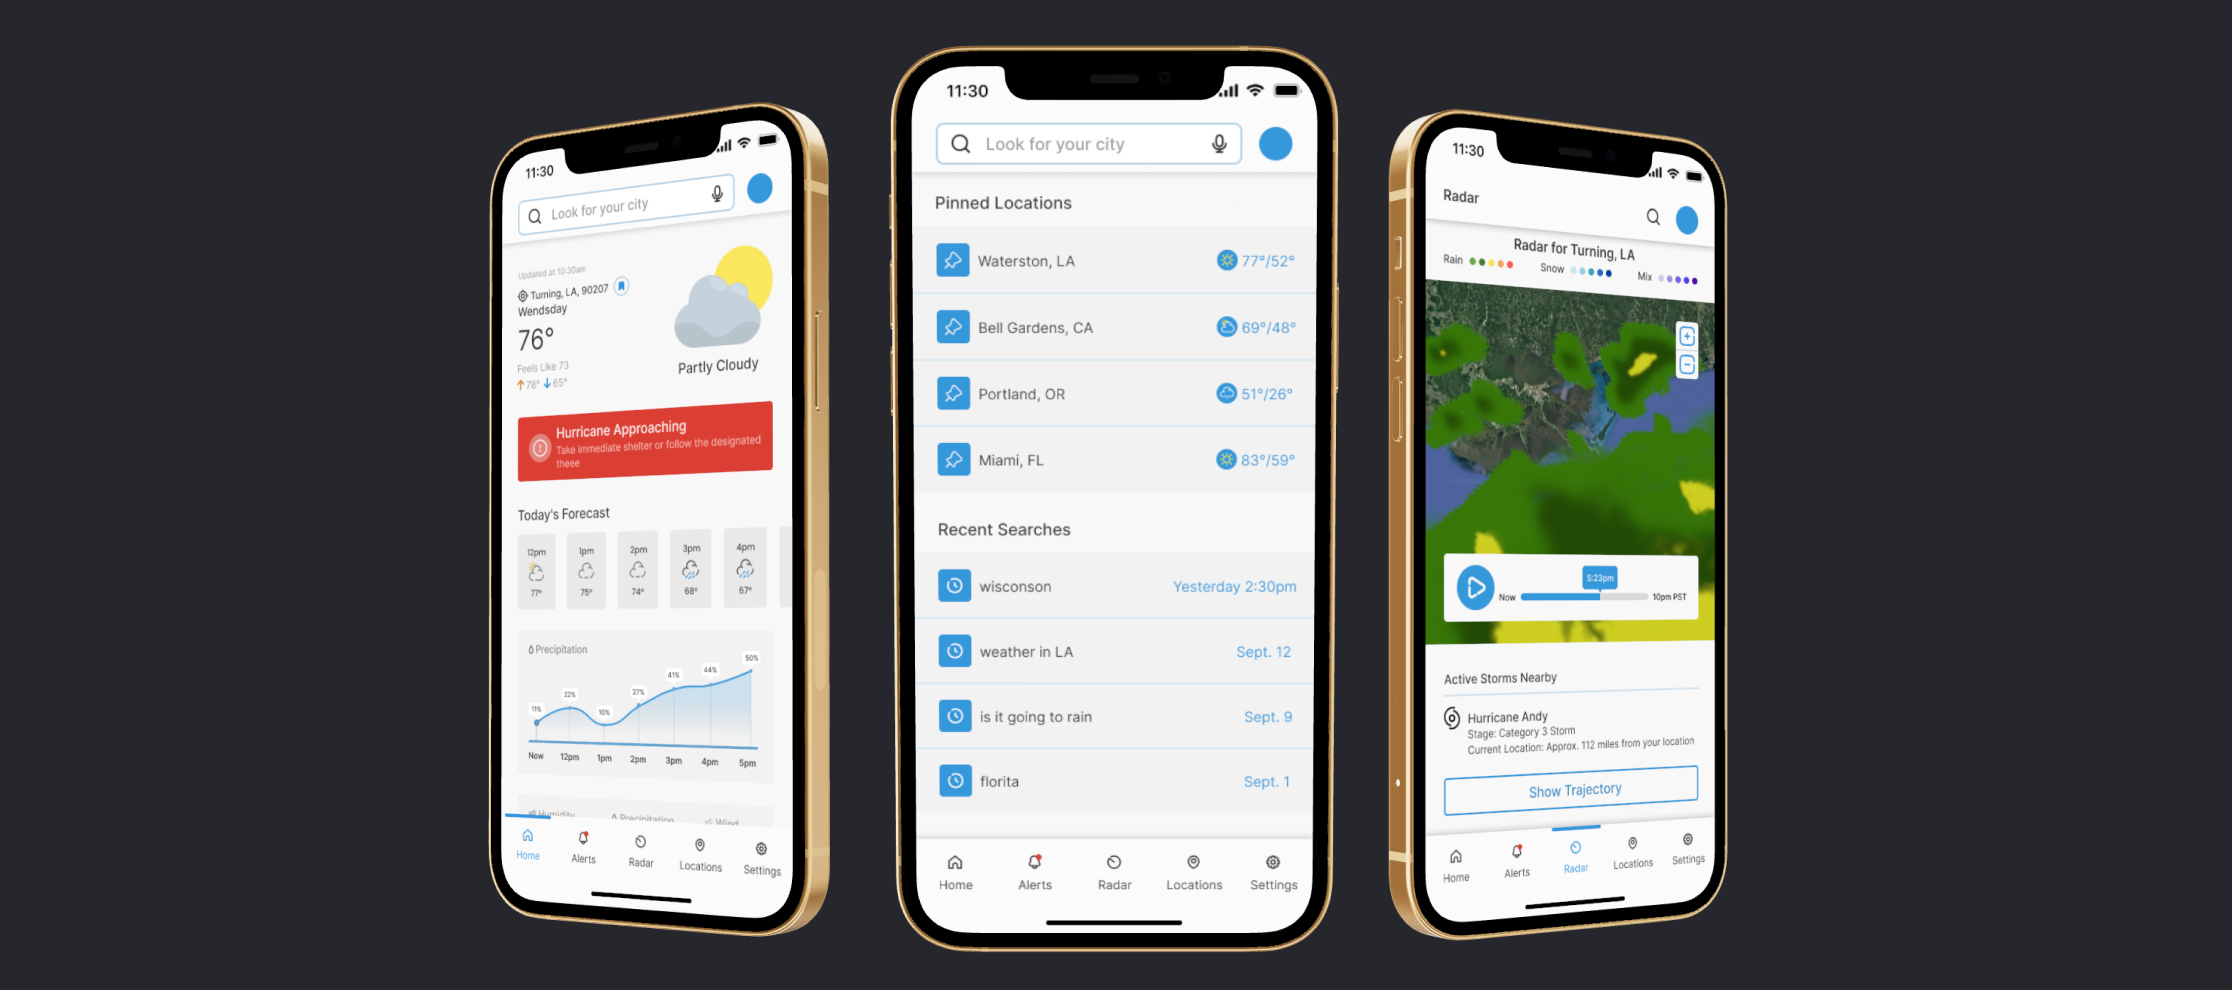 11:30
Look for your city
Updated at 10:30am
Turning, LA, 90207
Wendsday
76°
Feels Like 73
78° 65°
Partly Cloudy
Hurricane Approaching
Take immediate shelter or follow the designated
theee
Today's Forecast
12pm 1pm 2pm 3pm 4pm
77° 75° 74° 68° 67°
Precipitation
11% 22% 10% 27% 41% 44% 50%
Now 12pm 1pm 2pm 3pm 4pm 5pm
Humidity Precipitation Wind
Home Alerts Radar Locations Settings
11:30
Look for your city
Pinned Locations
Waterston, LA 77°/52°
Bell Gardens, CA 69°/48°
Portland, OR 51°/26°
Miami, FL 83°/59°
Recent Searches
wisconson Yesterday 2:30pm
weather in LA Sept. 12
is it going to rain Sept. 9
florita Sept. 1
Home Alerts Radar Locations Settings
11:30
Radar
Radar for Turning, LA
Rain Snow Mix
5:23pm
Now 10pm PST
Active Storms Nearby
Hurricane Andy
Stage: Category 3 Storm
Current Location: Approx. 112 miles from your location
Show Trajectory
Home Alerts Radar Locations Settings